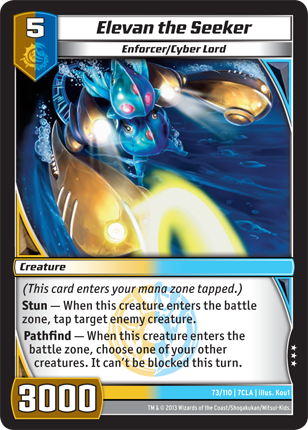 5
Elevan the Seeker
Enforcer/Cyber Lord
Creature
(This card enters your mana zone tapped.)
Stun — When this creature enters the battle
zone, tap target enemy creature.
Pathfind — When this creature enters the
battle zone, choose one of your other
creatures. It can't be blocked this turn.
3000
73/110 | 7CLA | Illus. Kou1
TM & © 2013 Wizards of the Coast/Shogakukan/Mitsui-Kids.